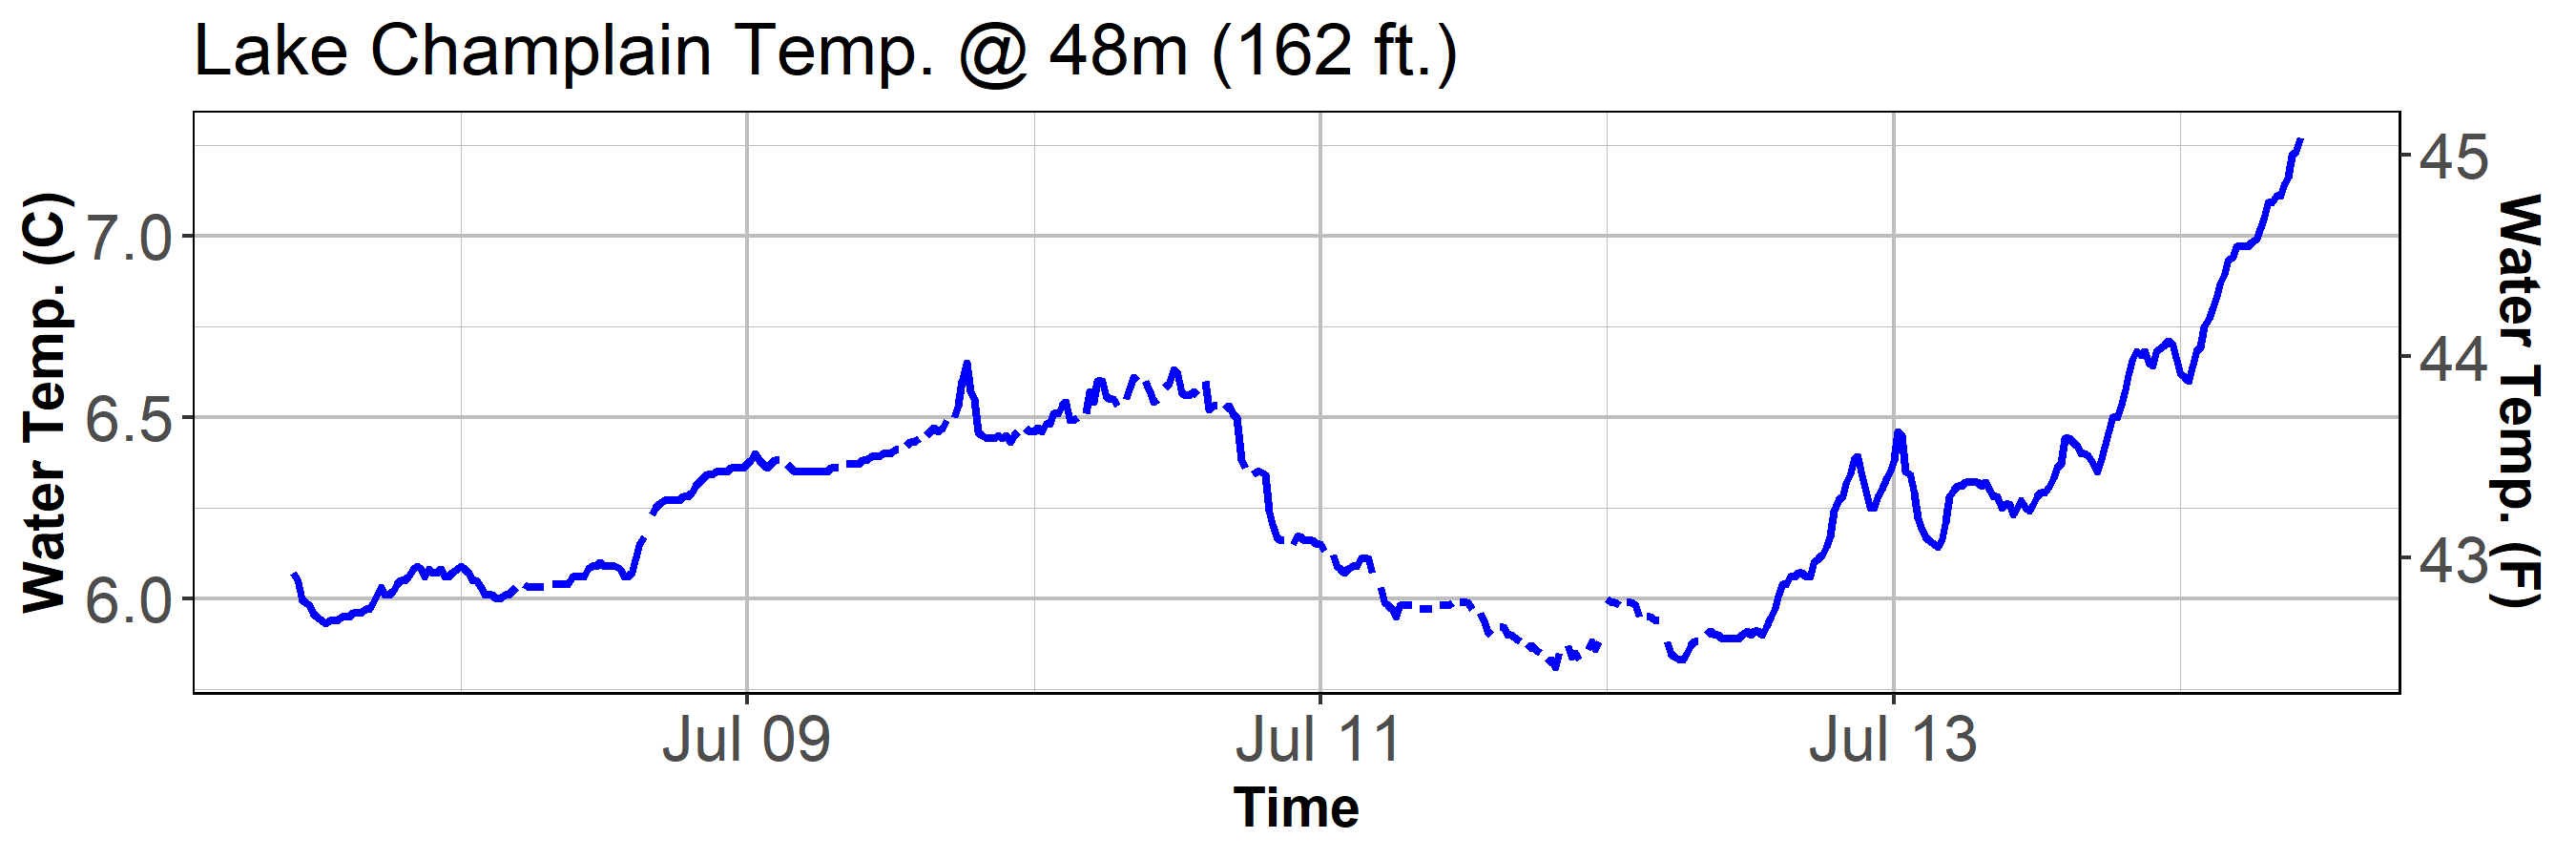 Lake Champlain Temp. @ 48m (162 ft.)
Water Temp. (C)
7.0
6.5
6.0
45
44
43
Water Temp. (F)
Jul 09 Jul 11 Jul 13
Time